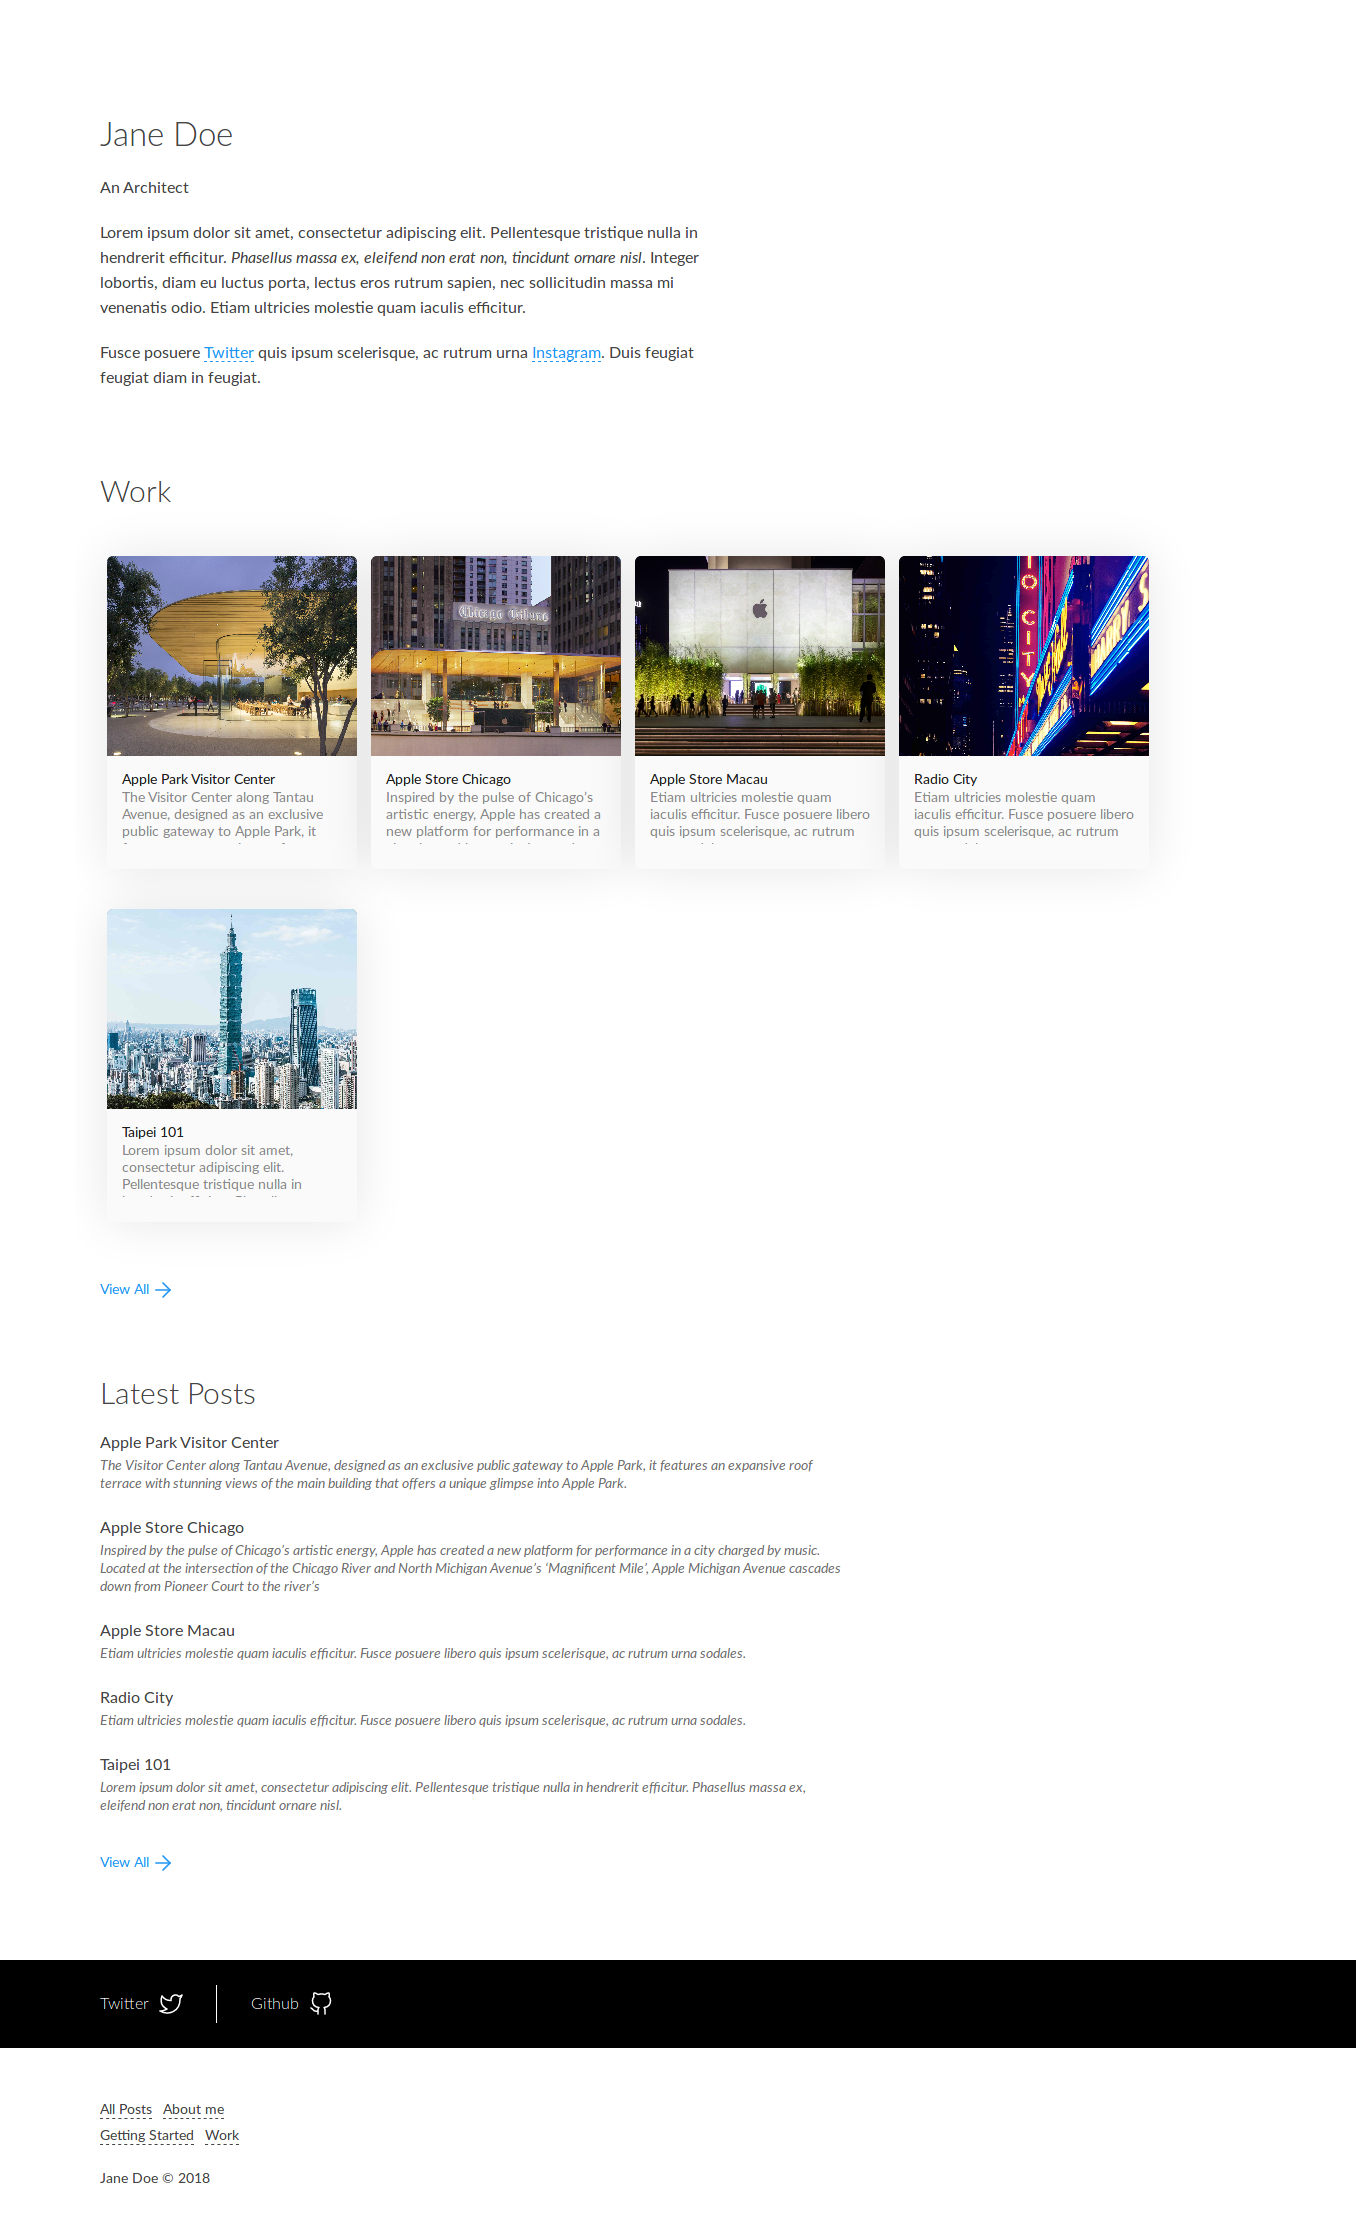 Jane Doe
An Architect
Lorem ipsum dolor sit amet, consectetur adipiscing elit. Pellentesque tristique nulla in
hendrerit efficitur. Phasellus massa ex, eleifend non erat non, tincidunt ornare nisl. Integer
lobortis, diam eu luctus porta, lectus eros rutrum sapien, nec sollicitudin massa mi
venenatis odio. Etiam ultricies molestie quam iaculis efficitur.
Fusce posuere Twitter quis ipsum scelerisque, ac rutrum urna Instagram. Duis feugiat
feugiat diam in feugiat.
Work
Chicago Tribune
IO CITY
Apple Park Visitor Center
The Visitor Center along Tantau
Avenue, designed as an exclusive
public gateway to Apple Park, it
Apple Store Chicago
Inspired by the pulse of Chicago's
artistic energy, Apple has created a
new platform for performance in a
Apple Store Macau
Etiam ultricies molestie quam
iaculis efficitur. Fusce posuere libero
quis ipsum scelerisque, ac rutrum
Radio City
Etiam ultricies molestie quam
iaculis efficitur. Fusce posuere libero
quis ipsum scelerisque, ac rutrum
Taipei 101
Lorem ipsum dolor sit amet,
consectetur adipiscing elit.
Pellentesque tristique nulla in
View All
Latest Posts
Apple Park Visitor Center
The Visitor Center along Tantau Avenue, designed as an exclusive public gateway to Apple Park, it features an expansive roof
terrace with stunning views of the main building that offers a unique glimpse into Apple Park.
Apple Store Chicago
Inspired by the pulse of Chicago's artistic energy, Apple has created a new platform for performance in a city charged by music.
Located at the intersection of the Chicago River and North Michigan Avenue's 'Magnificent Mile', Apple Michigan Avenue cascades
down from Pioneer Court to the river's
Apple Store Macau
Etiam ultricies molestie quam iaculis efficitur. Fusce posuere libero quis ipsum scelerisque, ac rutrum urna sodales.
Radio City
Etiam ultricies molestie quam iaculis efficitur. Fusce posuere libero quis ipsum scelerisque, ac rutrum urna sodales.
Taipei 101
Lorem ipsum dolor sit amet, consectetur adipiscing elit. Pellentesque tristique nulla in hendrerit efficitur. Phasellus massa ex,
eleifend non erat non, tincidunt ornare nisl.
View All
Twitter
Github
All Posts About me
Getting Started Work
Jane Doe © 2018